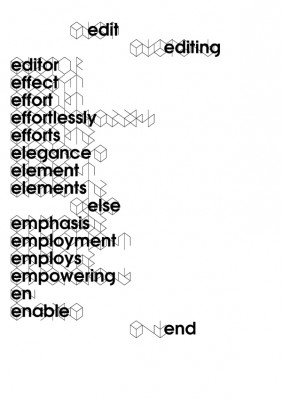 edit
editing
editor
effect
effort
effortlessly
efforts
elegance
element
elements
else
emphasis
employment
employs
empowering
en
enable
end